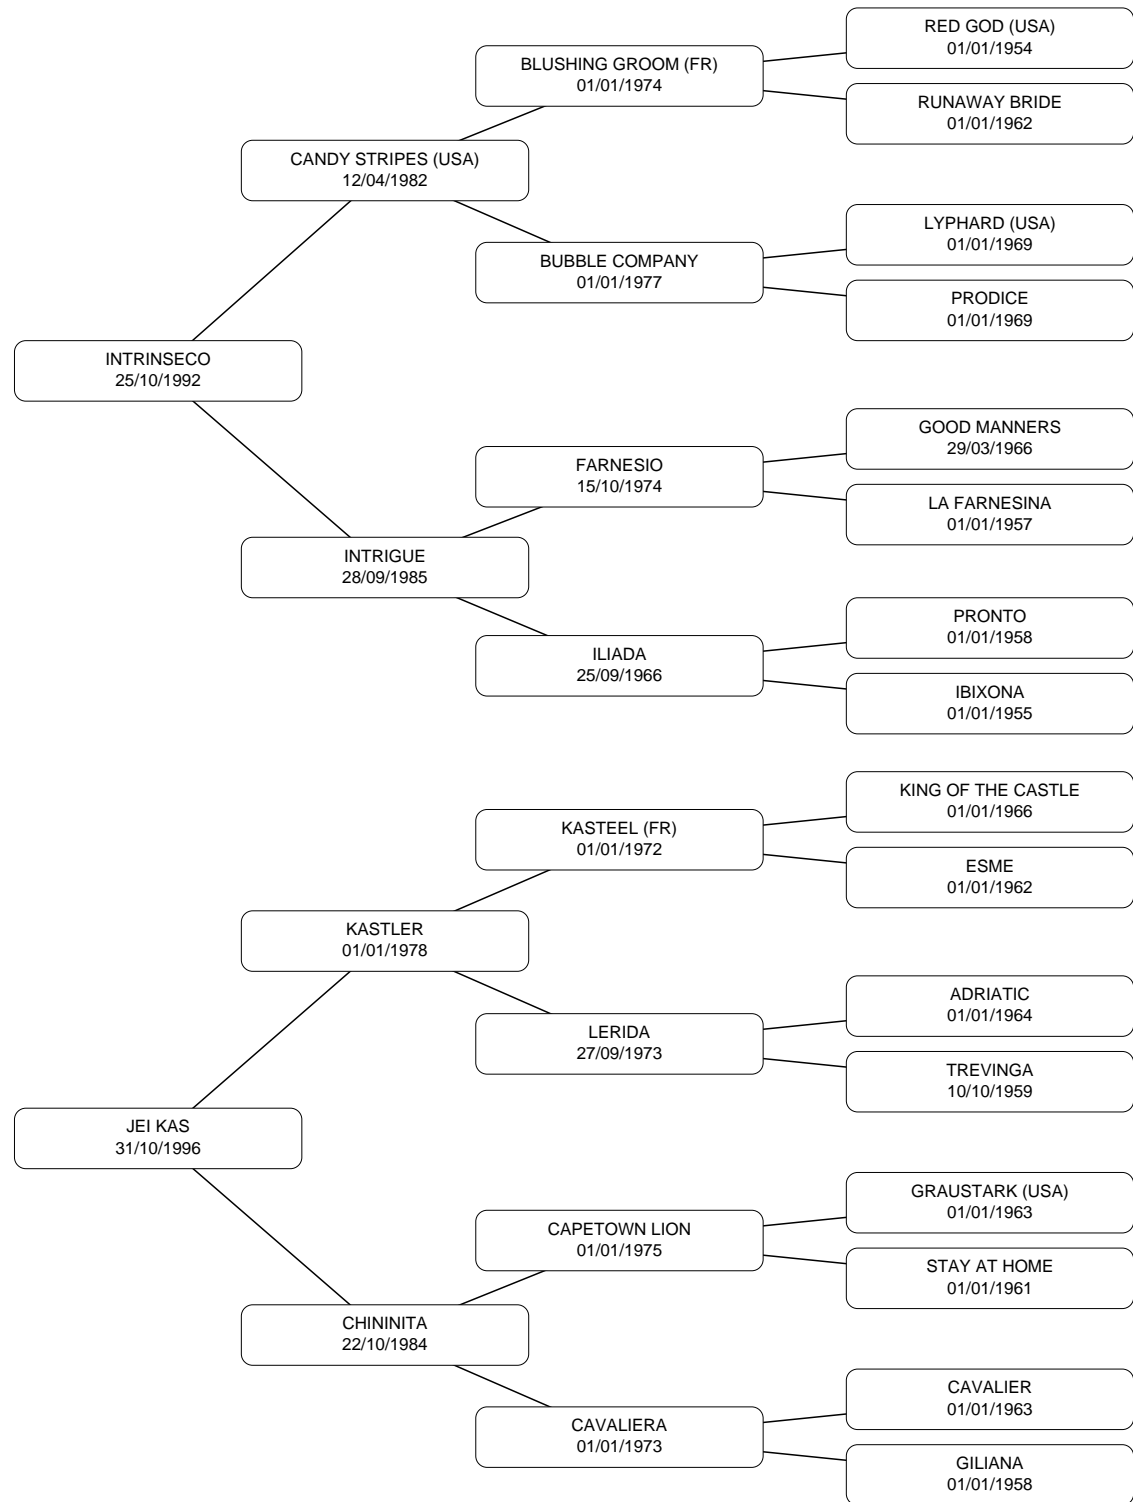 RED GOD (USA)
01/01/1954
BLUSHING GROOM (FR)
01/01/1974
RUNAWAY BRIDE
01/01/1962
CANDY STRIPES (USA)
12/04/1982
LYPHARD (USA)
01/01/1969
BUBBLE COMPANY
01/01/1977
PRODICE
01/01/1969
INTRINSECO
25/10/1992
GOOD MANNERS
29/03/1966
FARNESIO
15/10/1974
LA FARNESINA
01/01/1957
INTRIGUE
28/09/1985
PRONTO
01/01/1958
ILIADA
25/09/1966
IBIXONA
01/01/1955
KING OF THE CASTLE
01/01/1966
KASTEEL (FR)
01/01/1972
ESME
01/01/1962
KASTLER
01/01/1978
ADRIATIC
01/01/1964
LERIDA
27/09/1973
TREVINGA
10/10/1959
JEI KAS
31/10/1996
GRAUSTARK (USA)
01/01/1963
CAPETOWN LION
01/01/1975
STAY AT HOME
01/01/1961
CHININITA
22/10/1984
CAVALIER
01/01/1963
CAVALIERA
01/01/1973
GILIANA
01/01/1958